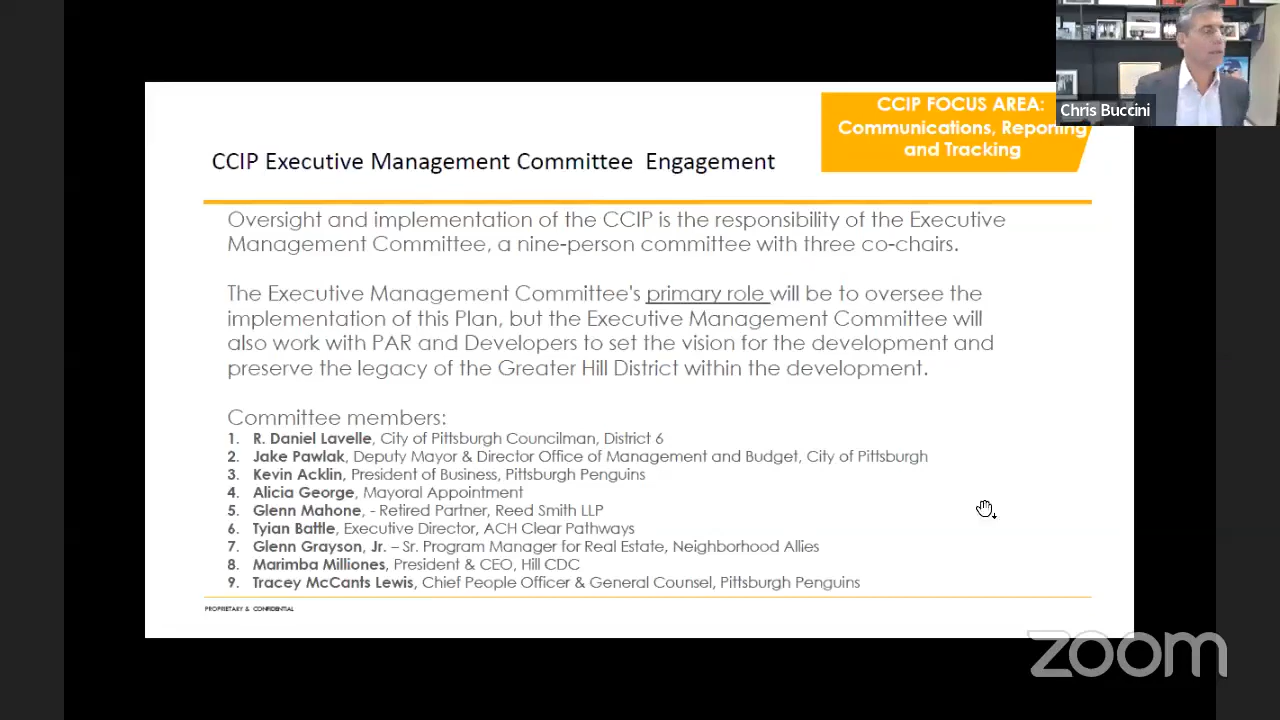 CCIP FOCUS AREA:
Communications, Reporting
and Tracking
Chris Buccini
CCIP Executive Management Committee Engagement
Oversight and implementation of the CCIP is the responsibility of the Executive
Management Committee, a nine-person committee with three co-chairs.
The Executive Management Committee's primary role will be to oversee the
implementation of this Plan, but the Executive Management Committee will
also work with PAR and Developers to set the vision for the development and
preserve the legacy of the Greater Hill District within the development.
Committee members:
1. R. Daniel Lavelle, City of Pittsburgh Councilman, District 6
2. Jake Pawlak, Deputy Mayor & Director Office of Management and Budget, City of Pittsburgh
3. Kevin Acklin, President of Business, Pittsburgh Penguins
4. Alicia George, Mayoral Appointment
5. Glenn Mahone, - Retired Partner, Reed Smith LLP
6. Tyian Battle, Executive Director, ACH Clear Pathways
7. Glenn Grayson, Jr. – Sr. Program Manager for Real Estate, Neighborhood Allies
8. Marimba Milliones, President & CEO, Hill CDC
9. Tracey McCants Lewis, Chief People Officer & General Counsel, Pittsburgh Penguins
PROPRIETARY & CONFIDENTIAL
zoom